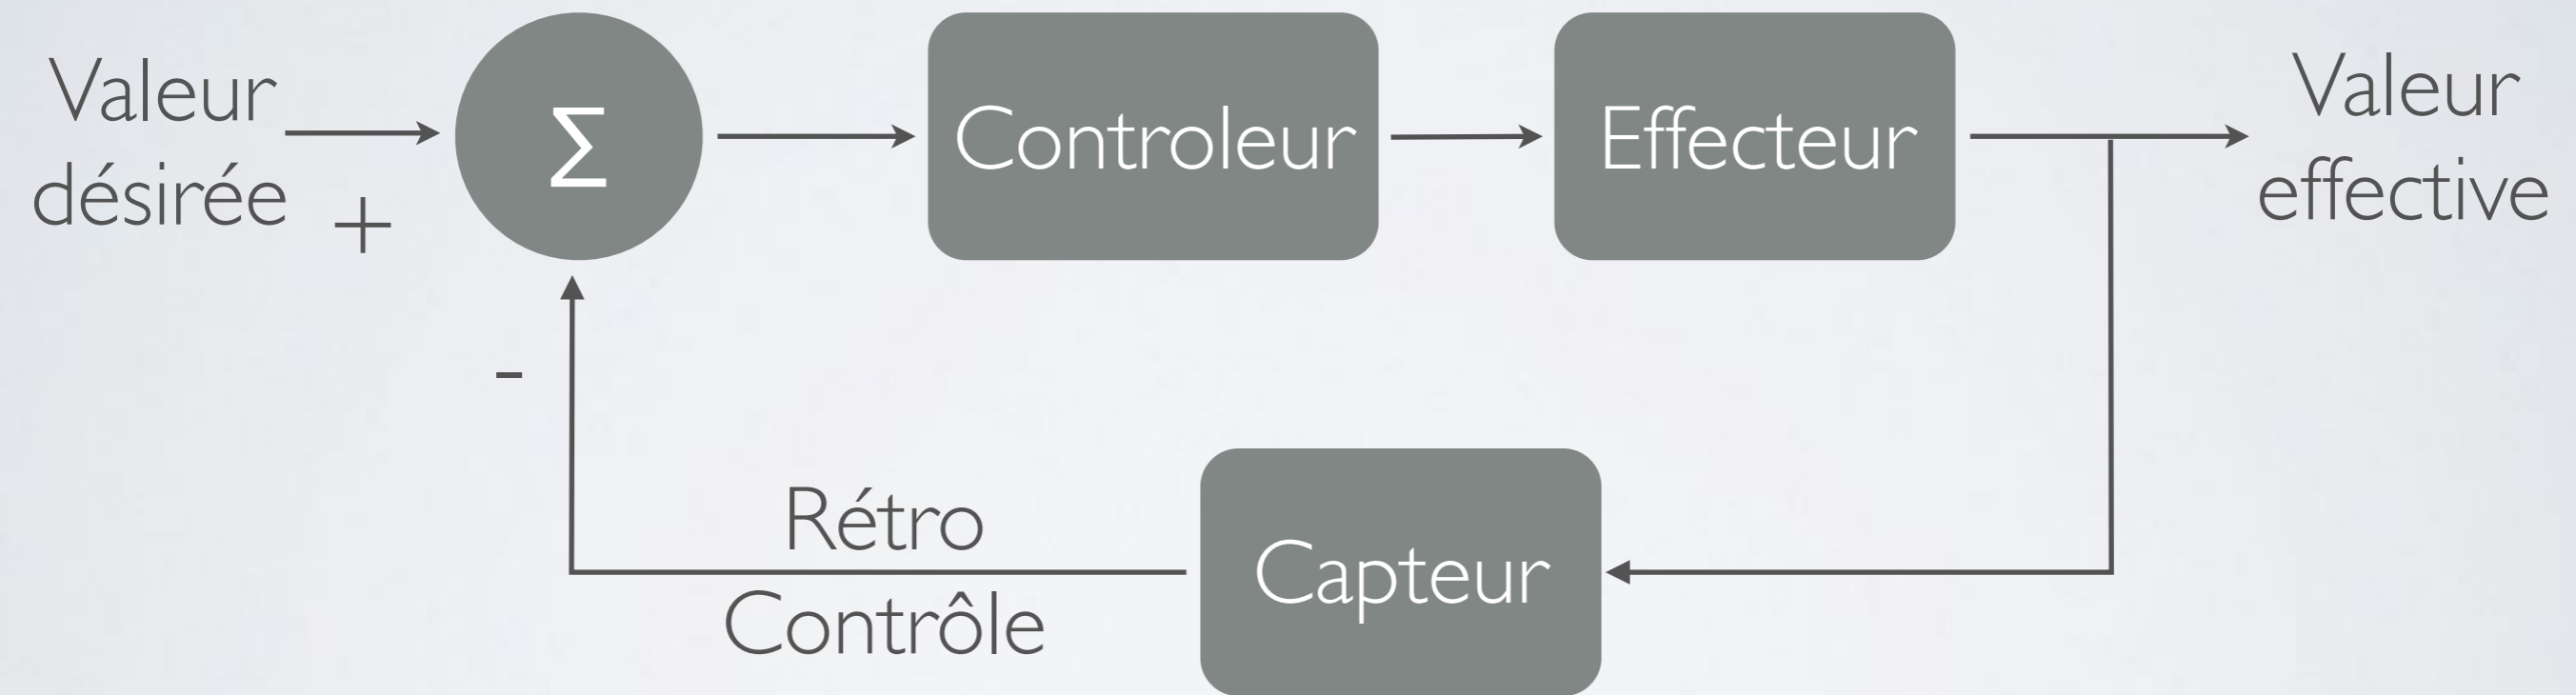 Valeur
désirée
+
Σ
Controleur
Effecteur
Valeur
effective
-
Rétro
Contrôle
Capteur